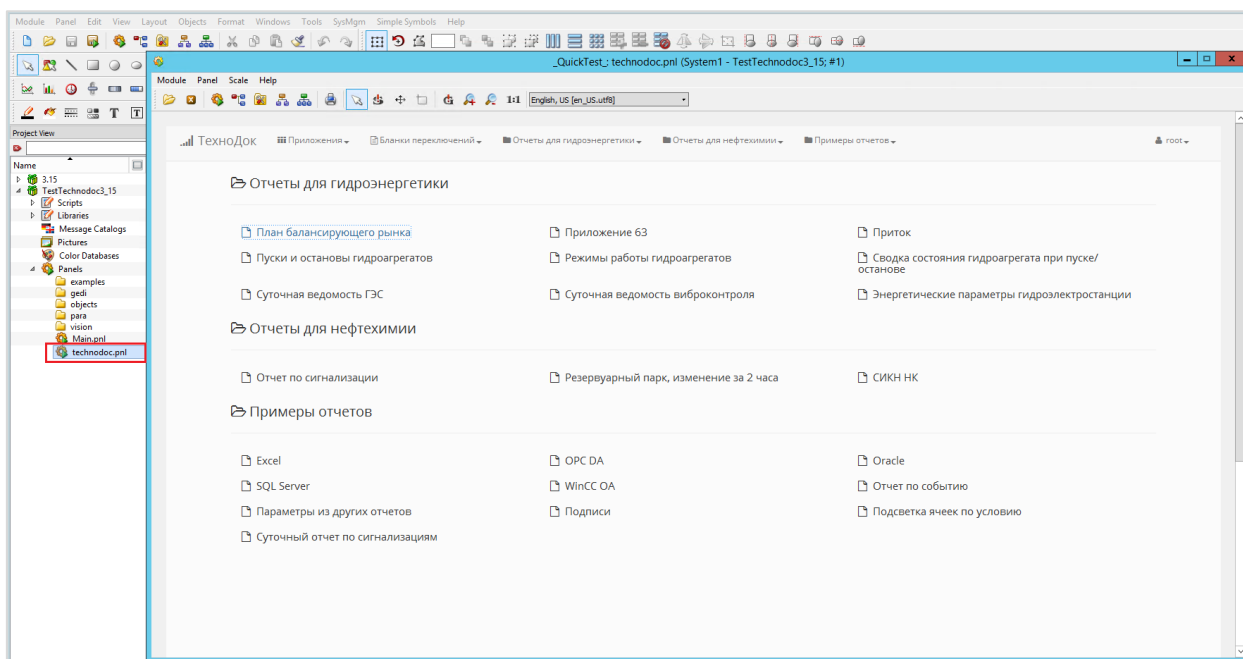 Module Panel Edit View Layout Objects Format Windows Tools SysMgm Simple Symbols Help
_QuickTest_: technodoc.pnl (System1 - TestTechnodoc3_15; #1)
Module Panel Scale Help
1:1 English, US [en_US.utf8]
Project View
Name
3.15
TestTechnodoc3_15
Scripts
Libraries
Message Catalogs
Pictures
Color Databases
Panels
examples
gedi
objects
para
vision
Main.pnl
technodoc.pnl
ТехноДок Приложения Бланки переключений Отчеты для гидроэнергетики Отчеты для нефтехимии Примеры отчетов root
Отчеты для гидроэнергетики
План балансирующего рынка Приложение 63 Приток
Пуски и остановы гидроагрегатов Режимы работы гидроагрегатов Сводка состояния гидроагрегата при пуске/
останове
Суточная ведомость ГЭС Суточная ведомость виброконтроля Энергетические параметры гидроэлектростанции
Отчеты для нефтехимии
Отчет по сигнализации Резервуарный парк, изменение за 2 часа СИКН НК
Примеры отчетов
Excel OPC DA Oracle
SQL Server WinCC OA Отчет по событию
Параметры из других отчетов Подписи Подсветка ячеек по условию
Суточный отчет по сигнализациям